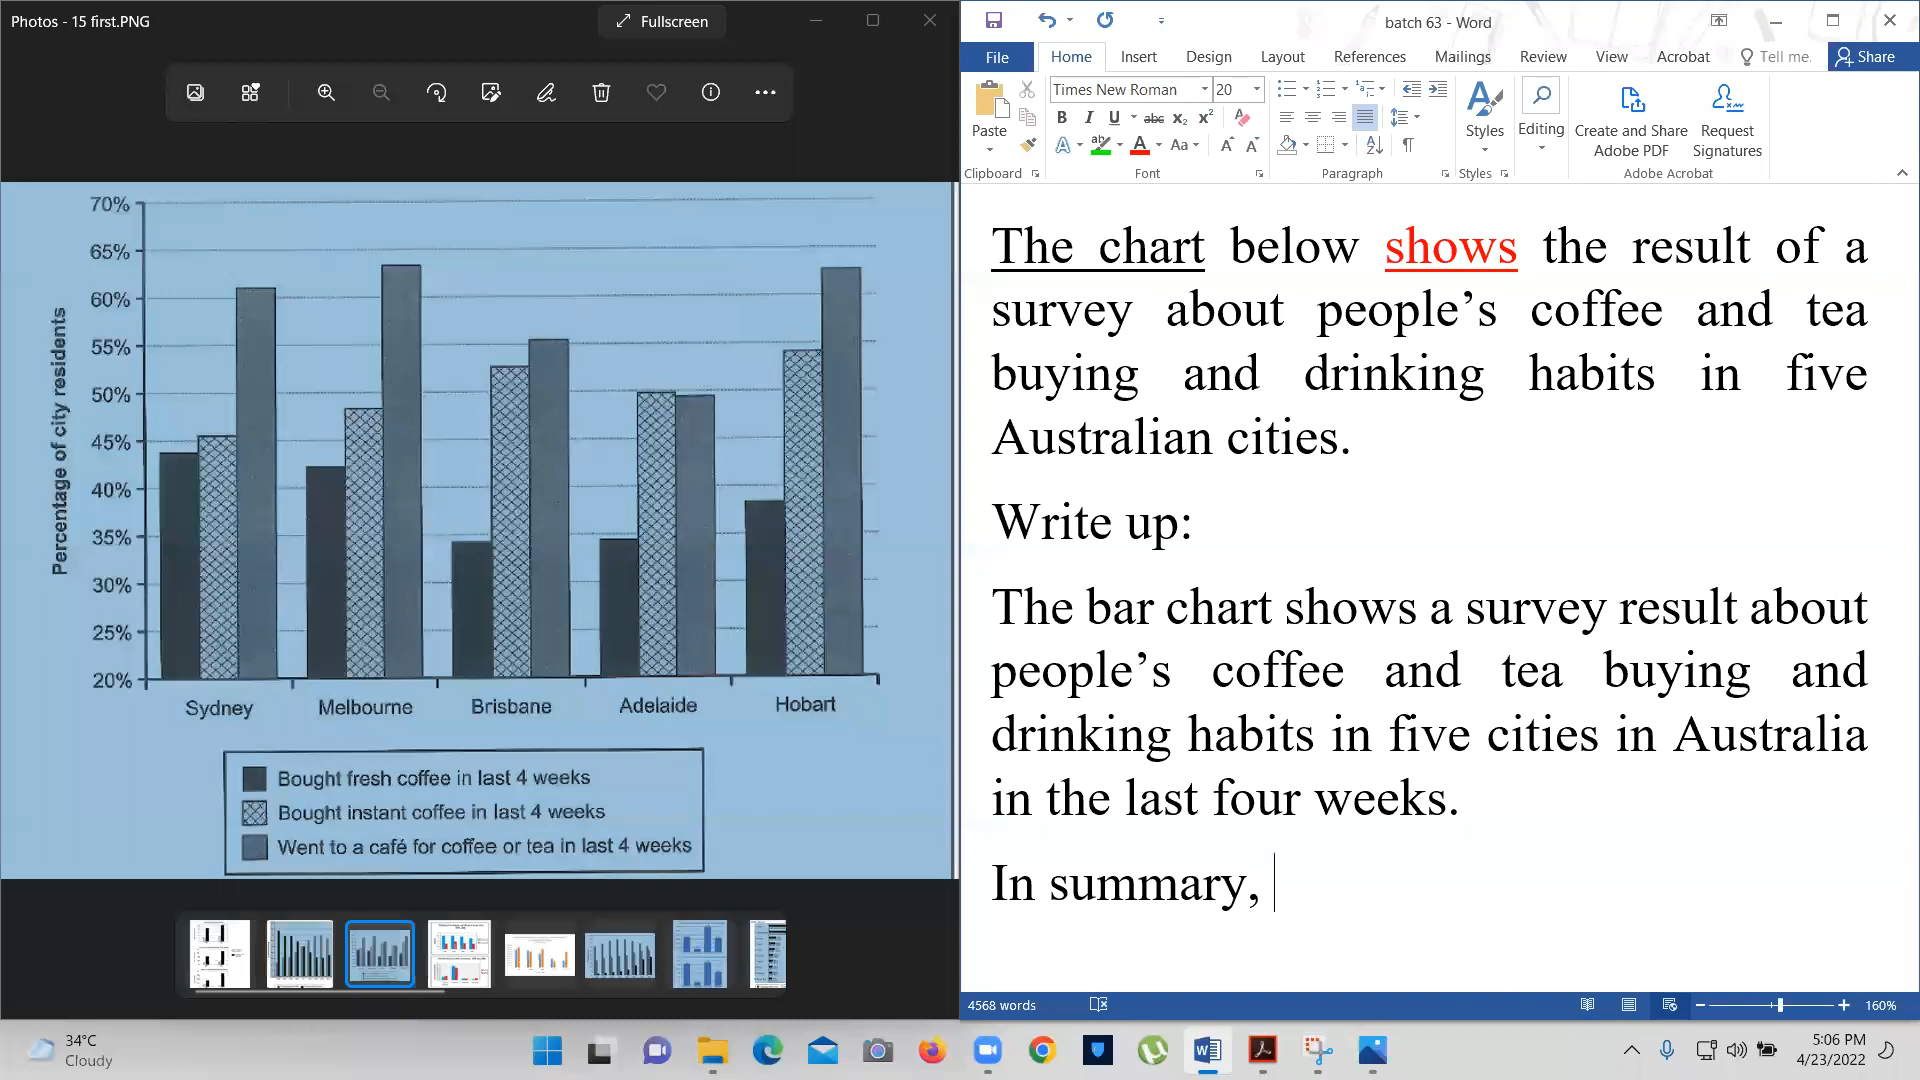 Photos - 15 first.PNG
Fullscreen
70%
65%
60%
55%
50%
45%
40%
35%
30%
25%
20%
Percentage of city residents
Sydney Melbourne Brisbane Adelaide Hobart
Bought fresh coffee in last 4 weeks
Bought instant coffee in last 4 weeks
Went to a café for coffee or tea in last 4 weeks
batch 63 - Word
File Home Insert Design Layout References Mailings Review View Acrobat Tell me. Share
Times New Roman 20
Paste
Clipboard
B I U abc x₂ x²
A ab A Aa A A
Font
Paragraph
Styles
Styles
Editing
Create and Share
Adobe PDF
Request
Signatures
Adobe Acrobat
The chart below shows the result of a
survey about people’s coffee and tea
buying and drinking habits in five
Australian cities.
Write up:
The bar chart shows a survey result about
people’s coffee and tea buying and
drinking habits in five cities in Australia
in the last four weeks.
In summary,
4568 words
160%
34°C
Cloudy
5:06 PM
4/23/2022